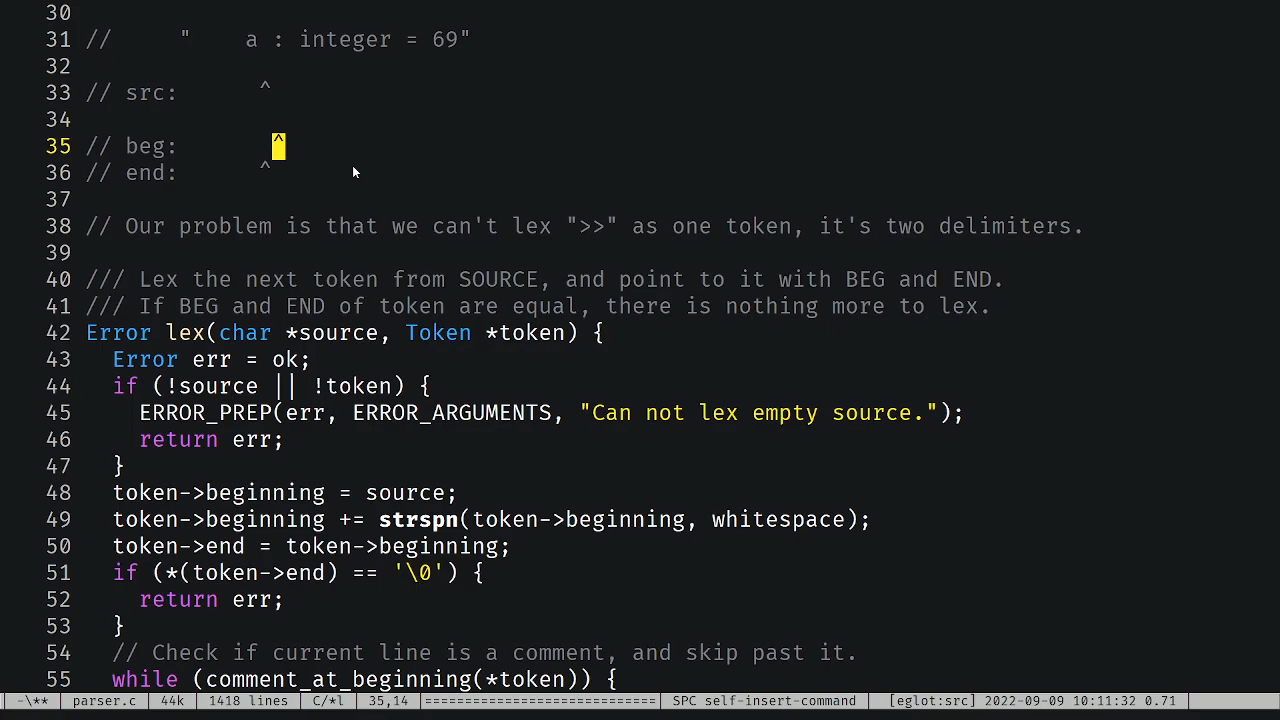 30
31 //     "    a : integer = 69"
32
33 // src:      ^
34
35 // beg:       ^
36 // end:      ^
37
38 // Our problem is that we can't lex ">>" as one token, it's two delimiters.
39
40 /// Lex the next token from SOURCE, and point to it with BEG and END.
41 /// If BEG and END of token are equal, there is nothing more to lex.
42 Error lex(char *source, Token *token) {
43   Error err = ok;
44   if (!source || !token) {
45     ERROR_PREP(err, ERROR_ARGUMENTS, "Can not lex empty source.");
46     return err;
47   }
48   token->beginning = source;
49   token->beginning += strspn(token->beginning, whitespace);
50   token->end = token->beginning;
51   if (*(token->end) == '\0') {
52     return err;
53   }
54   // Check if current line is a comment, and skip past it.
55   while (comment_at_beginning(*token)) {
-\** parser.c 44k 1418 lines C/*l 35,14 ============================= SPC self-insert-command [eglot:src] 2022-09-09 10:11:32 0.71